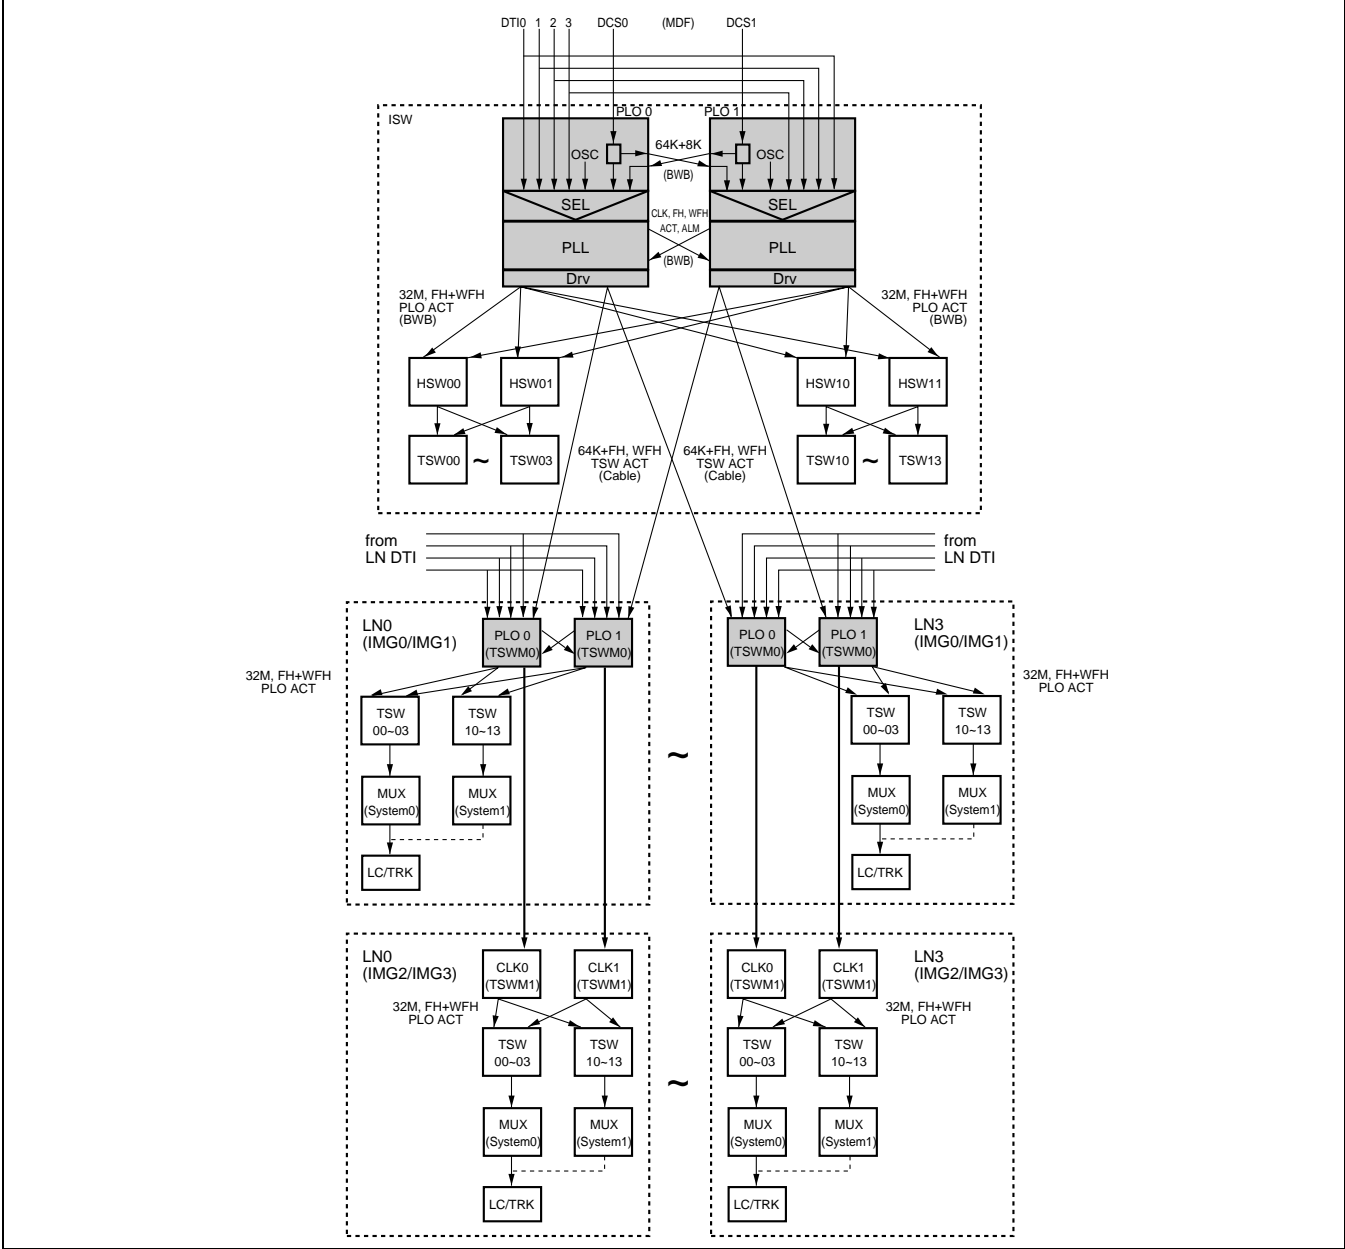 DTI0 1 2 3 DCS0 (MDF) DCS1
ISW
PLO 0
PLO 1
OSC
64K+8K
(BWB)
OSC
SEL
CLK, FH, WFH
ACT, ALM
(BWB)
SEL
PLL
PLL
Drv
Drv
32M, FH+WFH
PLO ACT
(BWB)
32M, FH+WFH
PLO ACT
(BWB)
HSW00
HSW01
HSW10
HSW11
TSW00 ~ TSW03
64K+FH, WFH
TSW ACT
(Cable)
64K+FH, WFH
TSW ACT
(Cable)
TSW10 ~ TSW13
from
LN DTI
from
LN DTI
LN0
(IMG0/IMG1)
PLO 0
(TSWM0)
PLO 1
(TSWM0)
PLO 0
(TSWM0)
PLO 1
(TSWM0)
LN3
(IMG0/IMG1)
32M, FH+WFH
PLO ACT
32M, FH+WFH
PLO ACT
TSW
00~03
TSW
10~13
TSW
00~03
TSW
10~13
~
MUX
(System0)
MUX
(System1)
MUX
(System0)
MUX
(System1)
LC/TRK
LC/TRK
LN0
(IMG2/IMG3)
CLK0
(TSWM1)
CLK1
(TSWM1)
CLK0
(TSWM1)
CLK1
(TSWM1)
LN3
(IMG2/IMG3)
32M, FH+WFH
PLO ACT
32M, FH+WFH
PLO ACT
TSW
00~03
TSW
10~13
TSW
00~03
TSW
10~13
~
MUX
(System0)
MUX
(System1)
MUX
(System0)
MUX
(System1)
LC/TRK
LC/TRK